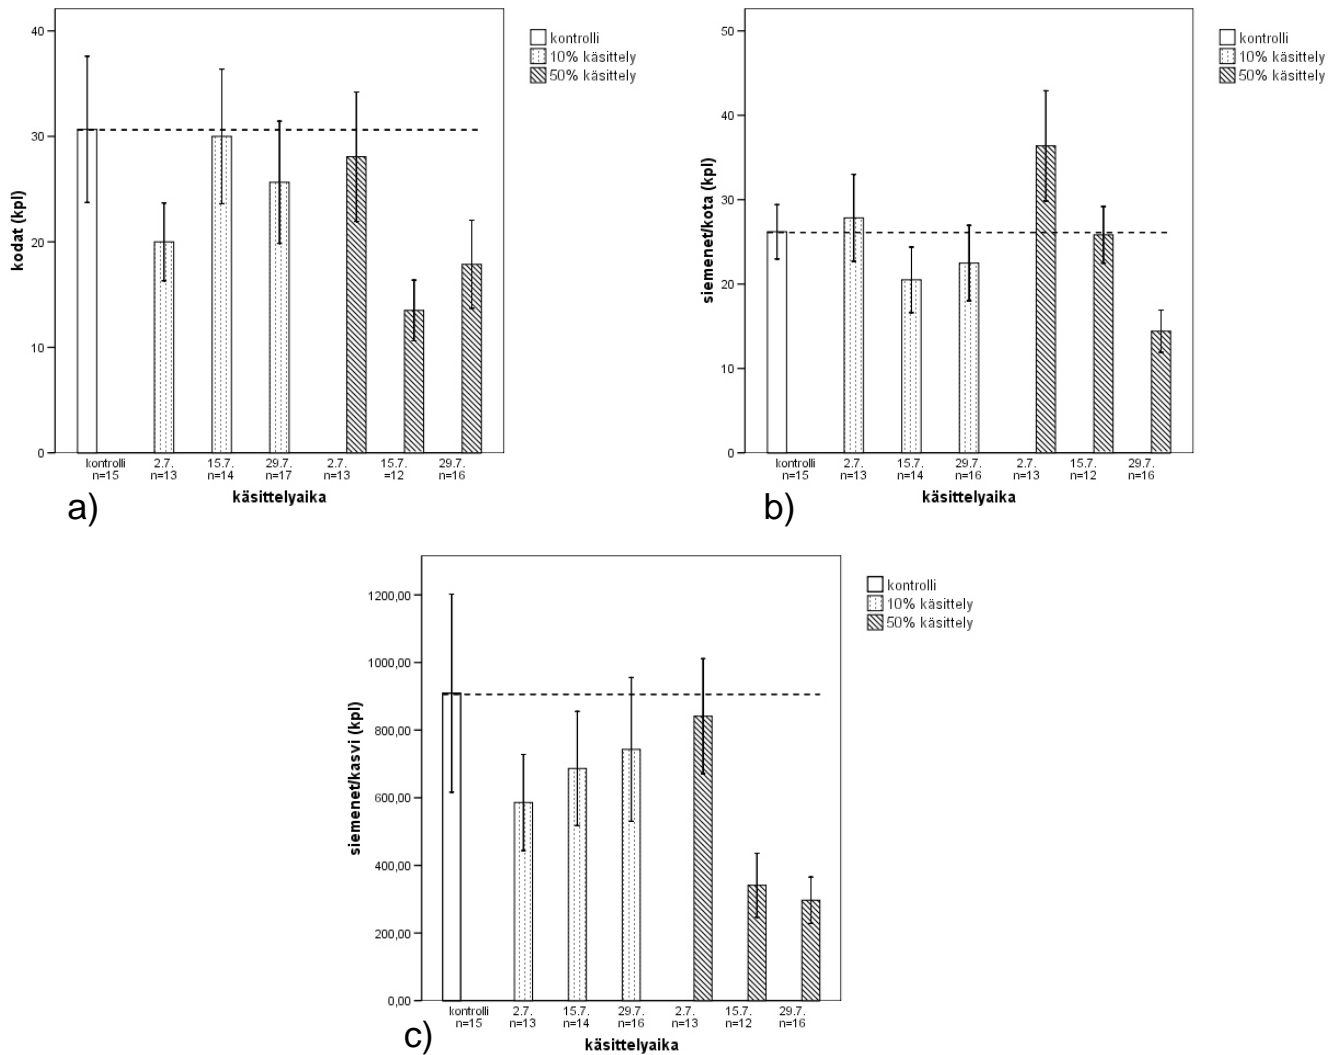 40
30
20
10
0
kodat (kpl)
kontrolli
10% käsittely
50% käsittely
kontrolli 2.7. 15.7. 29.7. 2.7. 15.7. 29.7.
n=15 n=13 n=14 n=17 n=13 =12 n=16
käsittelyaika
a)
50
40
30
20
10
0
siemenet/kota (kpl)
kontrolli
10% käsittely
50% käsittely
kontrolli 2.7. 15.7. 29.7. 2.7. 15.7. 29.7.
n=15 n=13 n=14 n=16 n=13 n=12 n=16
käsittelyaika
b)
1200,00
1000,00
800,00
600,00
400,00
200,00
0,00
siemenet/kasvi (kpl)
kontrolli
10% käsittely
50% käsittely
kontrolli 2.7. 15.7. 29.7. 2.7. 15.7. 29.7.
n=15 n=13 n=14 n=16 n=13 n=12 n=16
käsittelyaika
c)